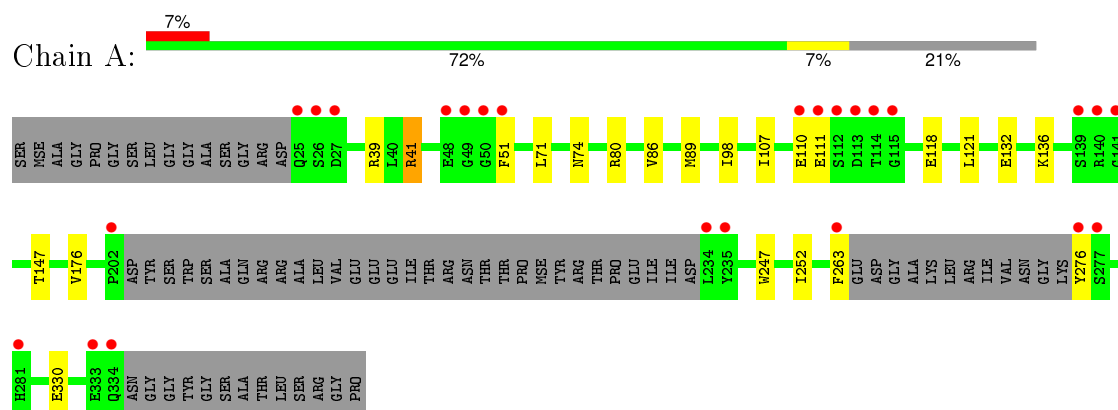 7%
Chain A:
72% 7% 21%
SER MSE ALA GLY PRO GLY SER LEU GLY GLY ALA SER GLY ARG ASP Q25 S26 D27 R39 L40 R41 E48 G49 G50 F51 L71 N74 R80 V86 M89 I98 I107 E110 E111 S112 D113 T114 G115 E118 L121 E132 K136 S139 R140
T147 V176 P202 ASP TYR SER TRP SER ALA GLN ARG ARG ALA LEU VAL GLU GLU GLU ILE THR ARG ASN THR THR PRO MSE TYR ARG THR PRO GLU ILE ILE ASP L234 Y235 W247 I252 F263 GLU ASP GLY ALA LYS LEU ARG ILE VAL ASN GLY LYS Y276 S277
H281 E330 E333 Q334 ASN GLY GLY TYR GLY SER ALA THR LEU SER ARG GLY PRO